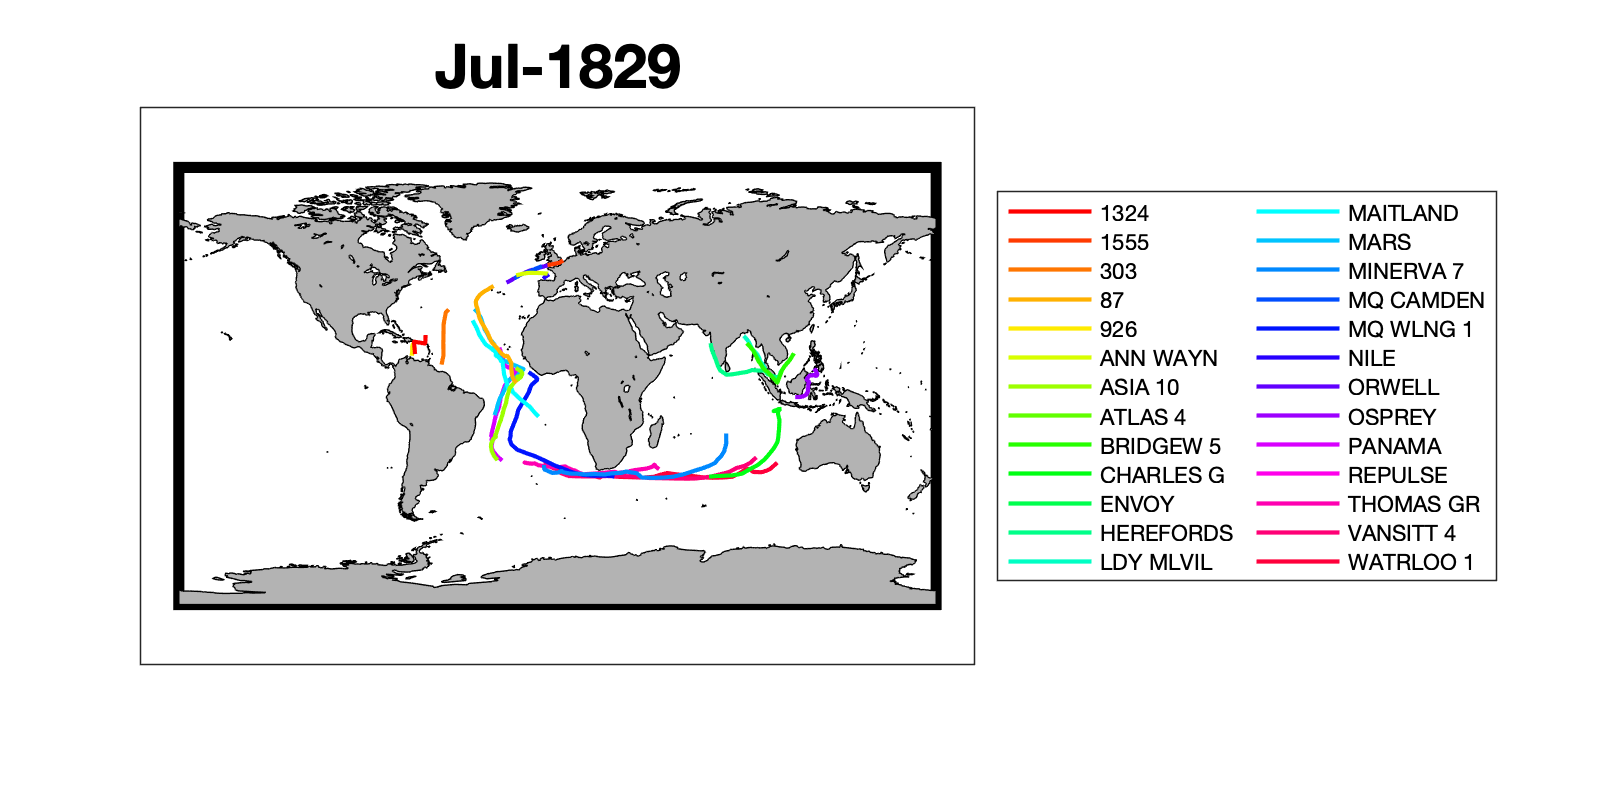 Jul-1829
1324
1555
303
87
926
ANN WAYN
ASIA 10
ATLAS 4
BRIDGEW 5
CHARLES G
ENVOY
HEREFORDS
LDY MLVIL
MAITLAND
MARS
MINERVA 7
MQ CAMDEN
MQ WLNG 1
NILE
ORWELL
OSPREY
PANAMA
REPULSE
THOMAS GR
VANSITT 4
WATRLOO 1